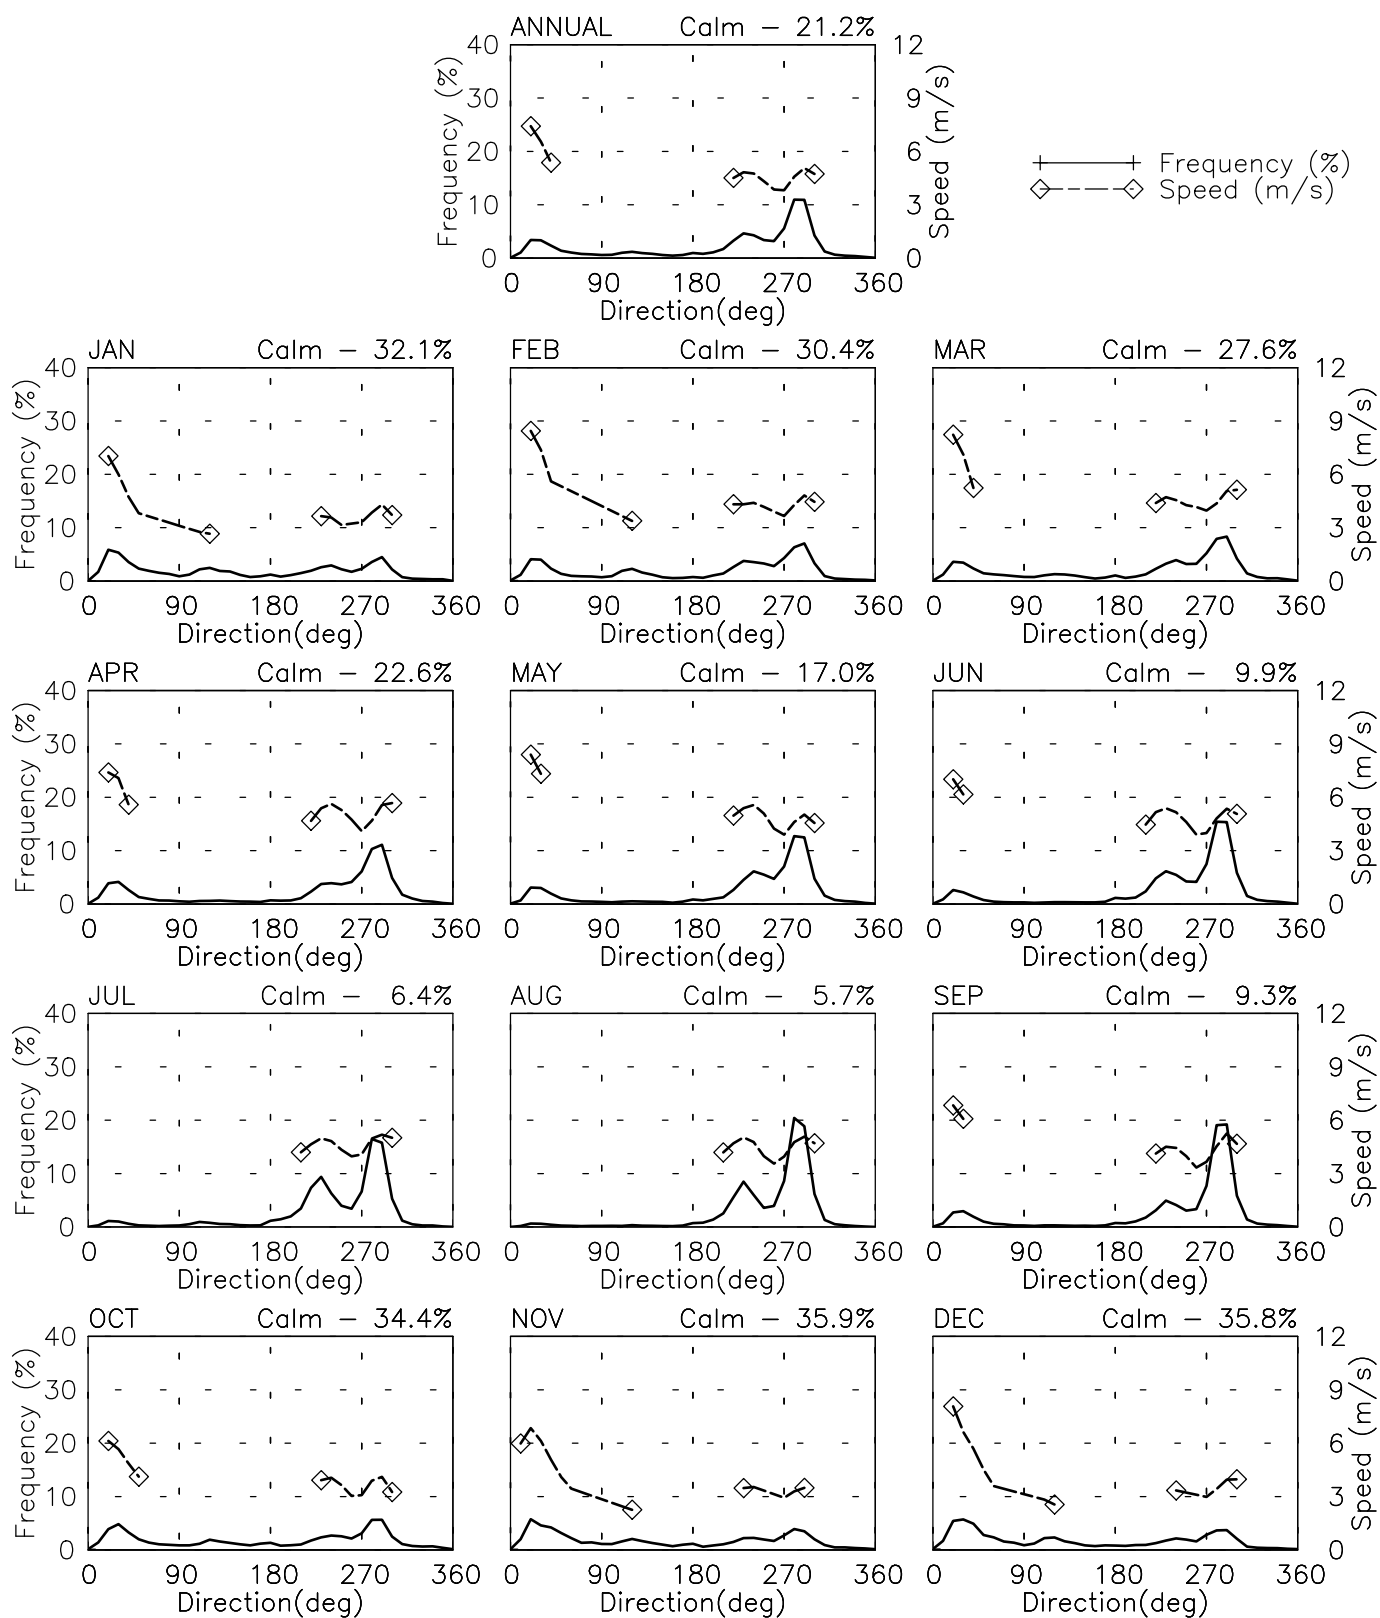 ANNUAL Calm - 21.2%
40 12
30 9
20 6
10 3
0 0
0 90 180 270 360
Frequency (%)
Speed (m/s)
Direction(deg)
Frequency (%)
Speed (m/s)
JAN Calm - 32.1% FEB Calm - 30.4% MAR Calm - 27.6%
40 12
30 9
20 6
10 3
0 0
Frequency (%)
Speed (m/s)
0 90 180 270 360 0 90 180 270 360 0 90 180 270 360
Direction(deg) Direction(deg) Direction(deg)
APR Calm - 22.6% MAY Calm - 17.0% JUN Calm - 9.9%
40 12
30 9
20 6
10 3
0 0
Frequency (%)
Speed (m/s)
0 90 180 270 360 0 90 180 270 360 0 90 180 270 360
Direction(deg) Direction(deg) Direction(deg)
JUL Calm - 6.4% AUG Calm - 5.7% SEP Calm - 9.3%
40 12
30 9
20 6
10 3
0 0
Frequency (%)
Speed (m/s)
0 90 180 270 360 0 90 180 270 360 0 90 180 270 360
Direction(deg) Direction(deg) Direction(deg)
OCT Calm - 34.4% NOV Calm - 35.9% DEC Calm - 35.8%
40 12
30 9
20 6
10 3
0 0
Frequency (%)
Speed (m/s)
0 90 180 270 360 0 90 180 270 360 0 90 180 270 360
Direction(deg) Direction(deg) Direction(deg)